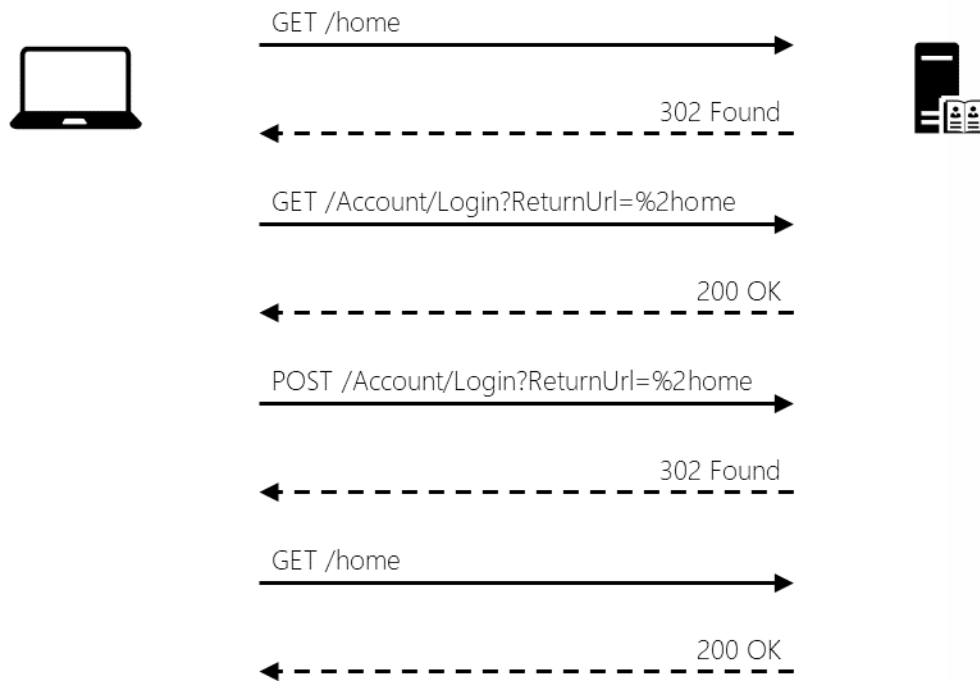 GET /home
302 Found
GET /Account/Login?ReturnUrl=%2home
200 OK
POST /Account/Login?ReturnUrl=%2home
302 Found
GET /home
200 OK